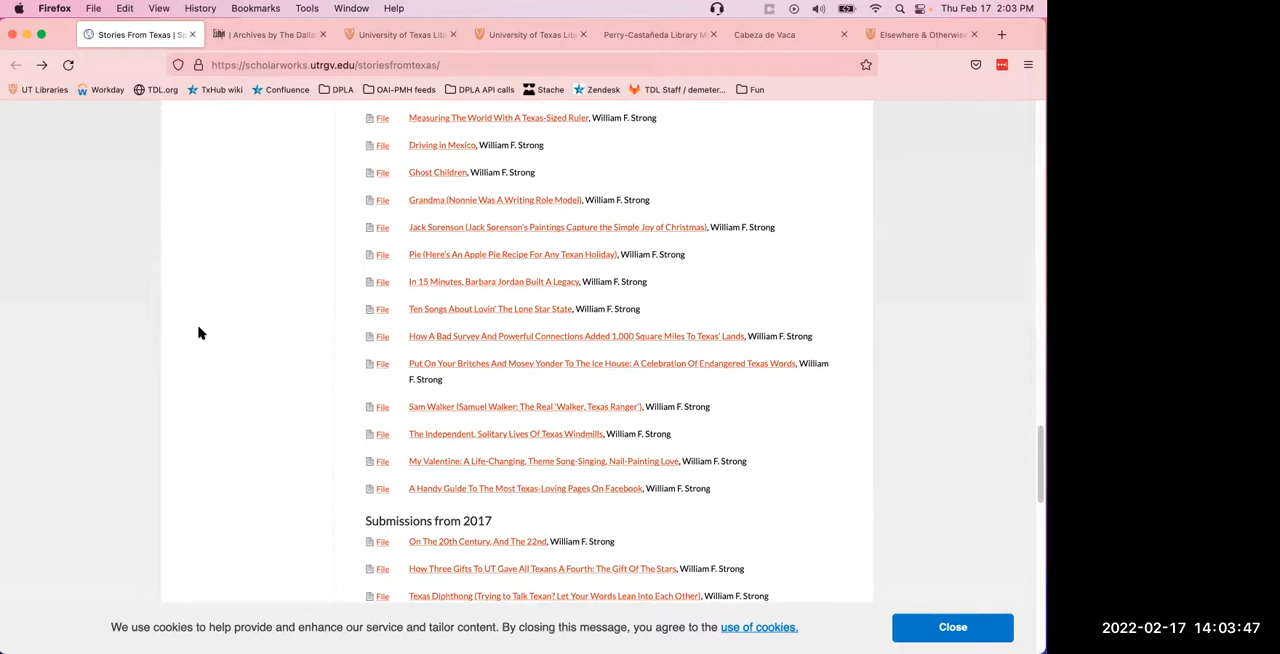 Firefox File Edit View History Bookmarks Tools Window Help Thu Feb 17 2:03 PM
Stories From Texas | Sp | Archives by The Dalla University of Texas Lib University of Texas Lib Perry-Castañeda Library M Cabeza de Vaca Elsewhere & Otherwise
https://scholarworks.utrgv.edu/storiesfromtexas/
UT Libraries Workday TDL.org TxHub wiki Confluence DPLA OAI-PMH feeds DPLA API calls Stache Zendesk TDL Staff / demeter... Fun
File Measuring The World With A Texas-Sized Ruler, William F. Strong
File Driving in Mexico, William F. Strong
File Ghost Children, William F. Strong
File Grandma (Nonnie Was A Writing Role Model), William F. Strong
File Jack Sorenson (Jack Sorenson's Paintings Capture the Simple Joy of Christmas), William F. Strong
File Pie (Here's An Apple Pie Recipe For Any Texan Holiday), William F. Strong
File In 15 Minutes, Barbara Jordan Built A Legacy, William F. Strong
File Ten Songs About Lovin' The Lone Star State, William F. Strong
File How A Bad Survey And Powerful Connections Added 1,000 Square Miles To Texas' Lands, William F. Strong
File Put On Your Britches And Mosey Yonder To The Ice House: A Celebration Of Endangered Texas Words, William
F. Strong
File Sam Walker (Samuel Walker: The Real 'Walker, Texas Ranger'), William F. Strong
File The Independent, Solitary Lives Of Texas Windmills, William F. Strong
File My Valentine: A Life-Changing, Theme Song-Singing, Nail-Painting Love, William F. Strong
File A Handy Guide To The Most Texas-Loving Pages On Facebook, William F. Strong
Submissions from 2017
File On The 20th Century, And The 22nd, William F. Strong
File How Three Gifts To UT Gave All Texans A Fourth: The Gift Of The Stars, William F. Strong
File Texas Diphthong (Trying to Talk Texan? Let Your Words Lean Into Each Other), William F. Strong
We use cookies to help provide and enhance our service and tailor content. By closing this message, you agree to the use of cookies. Close
2022-02-17 14:03:47